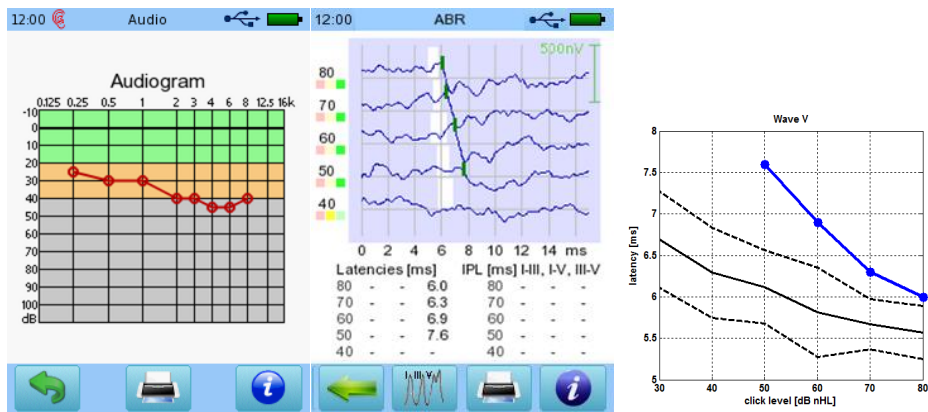 12:00 Audio
Audiogram
0.125 0.25 0.5 1 2 3 4 6 8 12.5 16k
-10
0
10
20
30
40
50
60
70
80
90
100
dB
12:00 ABR
500nV
80
70
60
50
40
0 2 4 6 8 10 12 14 ms
Latencies [ms] IPL [ms] I-III, I-V, III-V
80 - - 6.0 80 - - -
70 - - 6.3 70 - - -
60 - - 6.9 60 - - -
50 - - 7.6 50 - - -
40 - - - 40 - - -
I III V
i
i
Wave V
8
7.5
7
6.5
6
5.5
5
latency [ms]
30 40 50 60 70 80
click level [dB nHL]